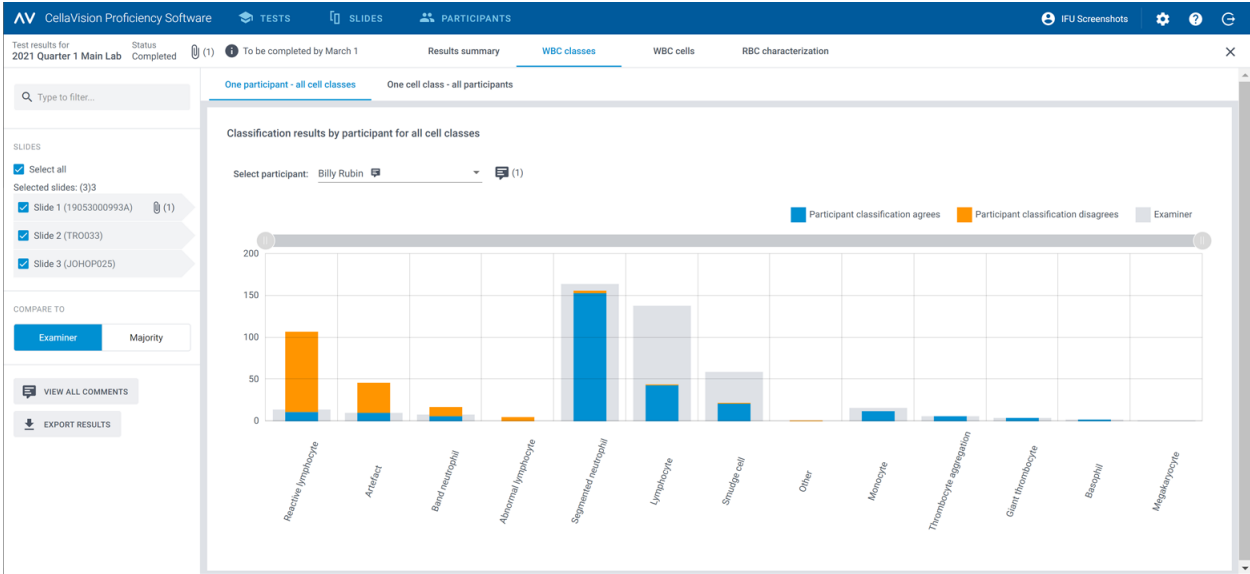 CellaVision Proficiency Software
TESTS
SLIDES
PARTICIPANTS
IFU Screenshots
Test results for
2021 Quarter 1 Main Lab
Status
Completed
(1)
To be completed by March 1
Results summary
WBC classes
WBC cells
RBC characterization
Type to filter...
SLIDES
Select all
Selected slides: (3)3
Slide 1 (19053000993A)
(1)
Slide 2 (TRO033)
Slide 3 (JOHOP025)
COMPARE TO
Examiner
Majority
VIEW ALL COMMENTS
EXPORT RESULTS
One participant - all cell classes
One cell class - all participants
Classification results by participant for all cell classes
Select participant:
Billy Rubin
(1)
Participant classification agrees
Participant classification disagrees
Examiner
200
150
100
50
0
Reactive lymphocyte
Artefact
Band neutrophil
Abnormal lymphocyte
Segmented neutrophil
Lymphocyte
Smudge cell
Other
Monocyte
Thrombocyte aggregation
Giant thrombocyte
Basophil
Megakaryocyte